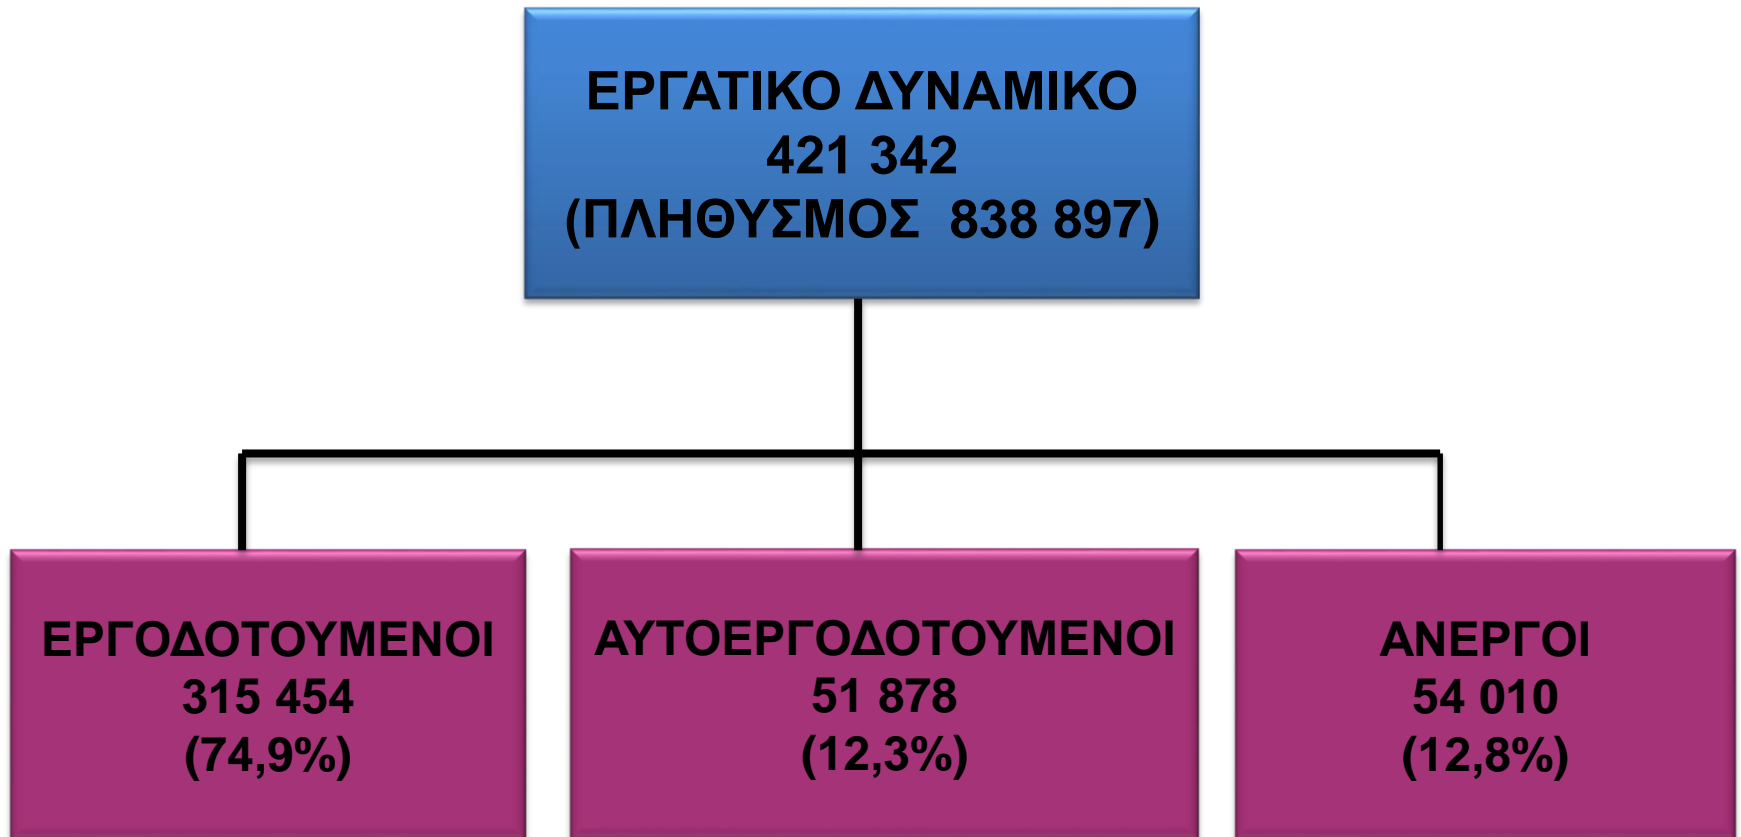 ΕΡΓΑΤΙΚΟ ΔΥΝΑΜΙΚΟ
421 342
(ΠΛΗΘΥΣΜΟΣ 838 897)
ΕΡΓΟΔΟΤΟΥΜΕΝΟΙ
315 454
(74,9%)
ΑΥΤΟΕΡΓΟΔΟΤΟΥΜΕΝΟΙ
51 878
(12,3%)
ΑΝΕΡΓΟΙ
54 010
(12,8%)